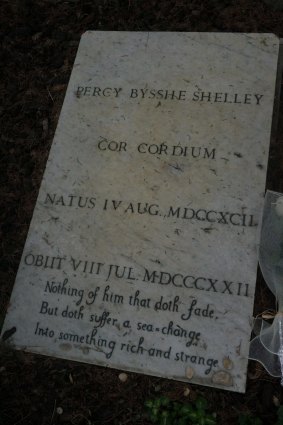 PERCY BYSSHE SHELLEY
COR CORDIUM
NATUS IV AUG. MDCCXCII
OBIIT VIII JUL. MDCCCXXII
Nothing of him that doth fade,
But doth suffer a sea-change
Into something rich and strange.